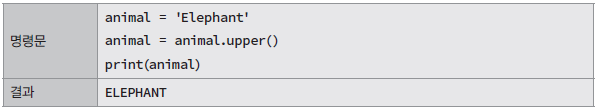 명령문
animal = 'Elephant'
animal = animal.upper()
print(animal)
결과
ELEPHANT